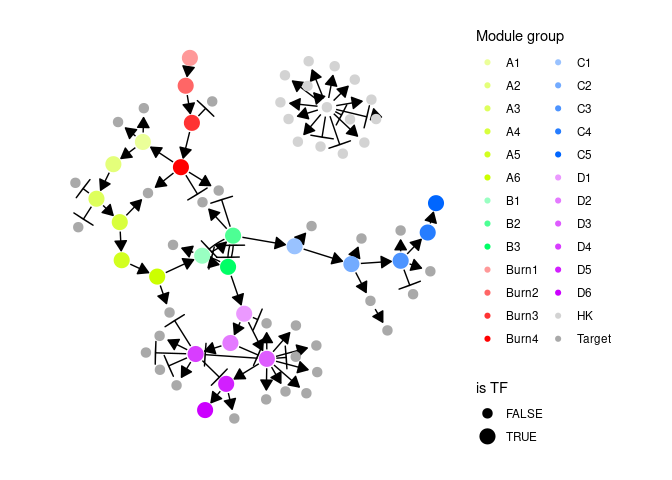 Module group
A1 C1
A2 C2
A3 C3
A4 C4
A5 C5
A6 D1
B1 D2
B2 D3
B3 D4
Burn1 D5
Burn2 D6
Burn3 HK
Burn4 Target
is TF
FALSE
TRUE